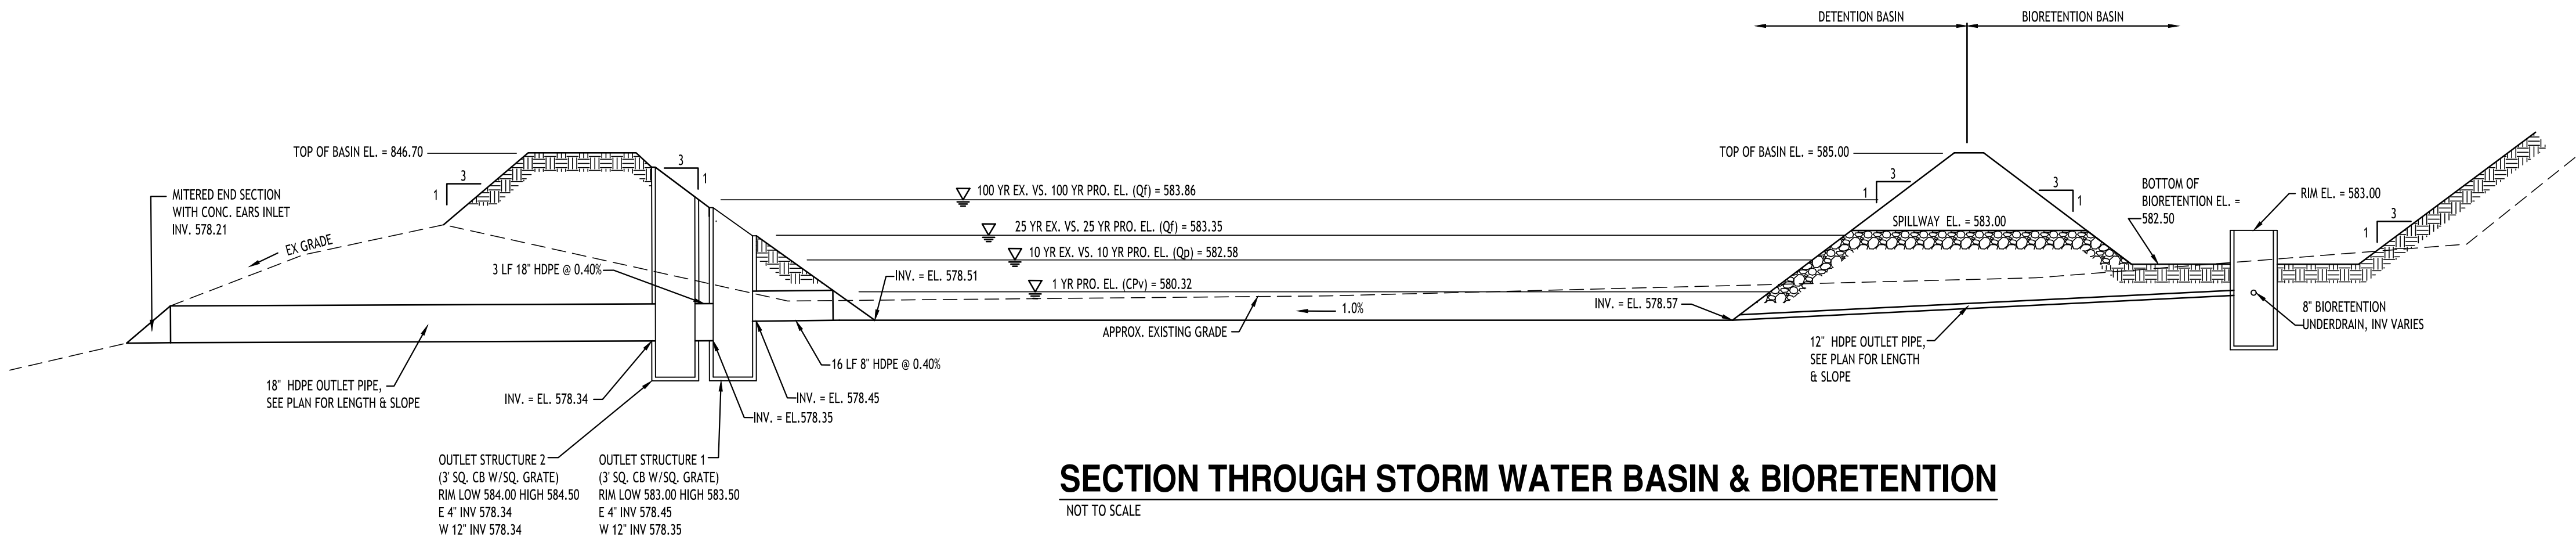 DETENTION BASIN
BIORETENTION BASIN
TOP OF BASIN EL. = 846.70
3
1
3
1
MITERED END SECTION
WITH CONC. EARS INLET
INV. 578.21
EX GRADE
3 LF 18" HDPE @ 0.40%
100 YR EX. VS. 100 YR PRO. EL. (Qf) = 583.86
25 YR EX. VS. 25 YR PRO. EL. (Qf) = 583.35
10 YR EX. VS. 10 YR PRO. EL. (Qp) = 582.58
1 YR PRO. EL. (CPv) = 580.32
INV. = EL. 578.51
1.0%
APPROX. EXISTING GRADE
INV. = EL. 578.57
TOP OF BASIN EL. = 585.00
3
1
3
1
SPILLWAY EL. = 583.00
BOTTOM OF
BIORETENTION EL. =
582.50
RIM EL. = 583.00
3
1
8" BIORETENTION
UNDERDRAIN, INV VARIES
12" HDPE OUTLET PIPE,
SEE PLAN FOR LENGTH
& SLOPE
18" HDPE OUTLET PIPE,
SEE PLAN FOR LENGTH & SLOPE
INV. = EL. 578.34
16 LF 8" HDPE @ 0.40%
INV. = EL. 578.45
INV. = EL.578.35
OUTLET STRUCTURE 2
(3' SQ. CB W/SQ. GRATE)
RIM LOW 584.00 HIGH 584.50
E 4" INV 578.34
W 12" INV 578.34
OUTLET STRUCTURE 1
(3' SQ. CB W/SQ. GRATE)
RIM LOW 583.00 HIGH 583.50
E 4" INV 578.45
W 12" INV 578.35
SECTION THROUGH STORM WATER BASIN & BIORETENTION
NOT TO SCALE